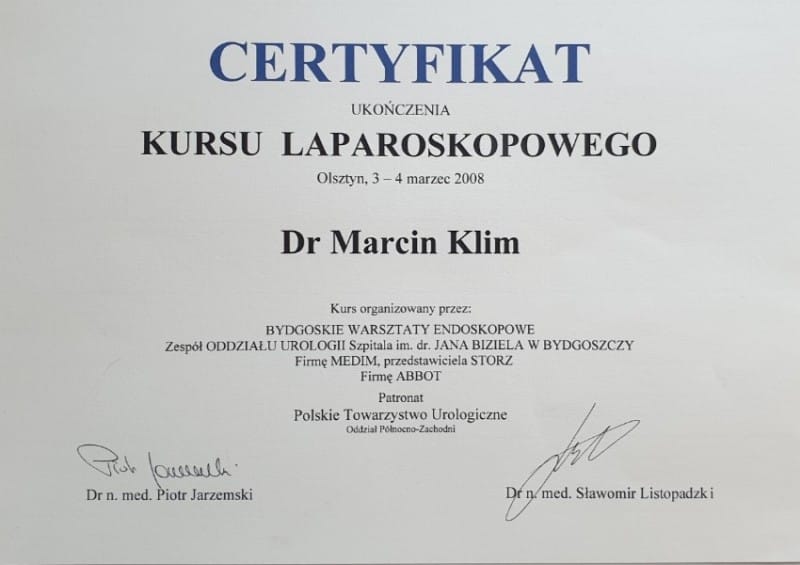 CERTYFIKAT
UKOŃCZENIA
KURSU LAPAROSKOPOWEGO
Olsztyn, 3 – 4 marzec 2008
Dr Marcin Klim
Kurs organizowany przez:
BYDGOSKIE WARSZTATY ENDOSKOPOWE
Zespół ODDZIAŁU UROLOGII Szpitala im. dr. JANA BIZIELA W BYDGOSZCZY
Firmę MEDIM, przedstawiciela STORZ
Firmę ABBOT
Patronat
Polskie Towarzystwo Urologiczne
Oddział Północno-Zachodni
Piotr Jarzemski
Dr n. med. Piotr Jarzemski
Dr n. med. Sławomir Listopadzki